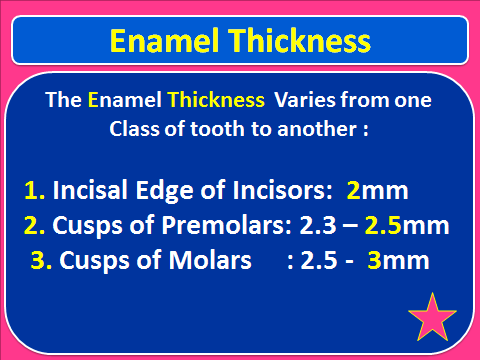 Enamel Thickness
The Enamel Thickness Varies from one
Class of tooth to another :
1. Incisal Edge of Incisors: 2mm
2. Cusps of Premolars: 2.3 – 2.5mm
3. Cusps of Molars : 2.5 - 3mm